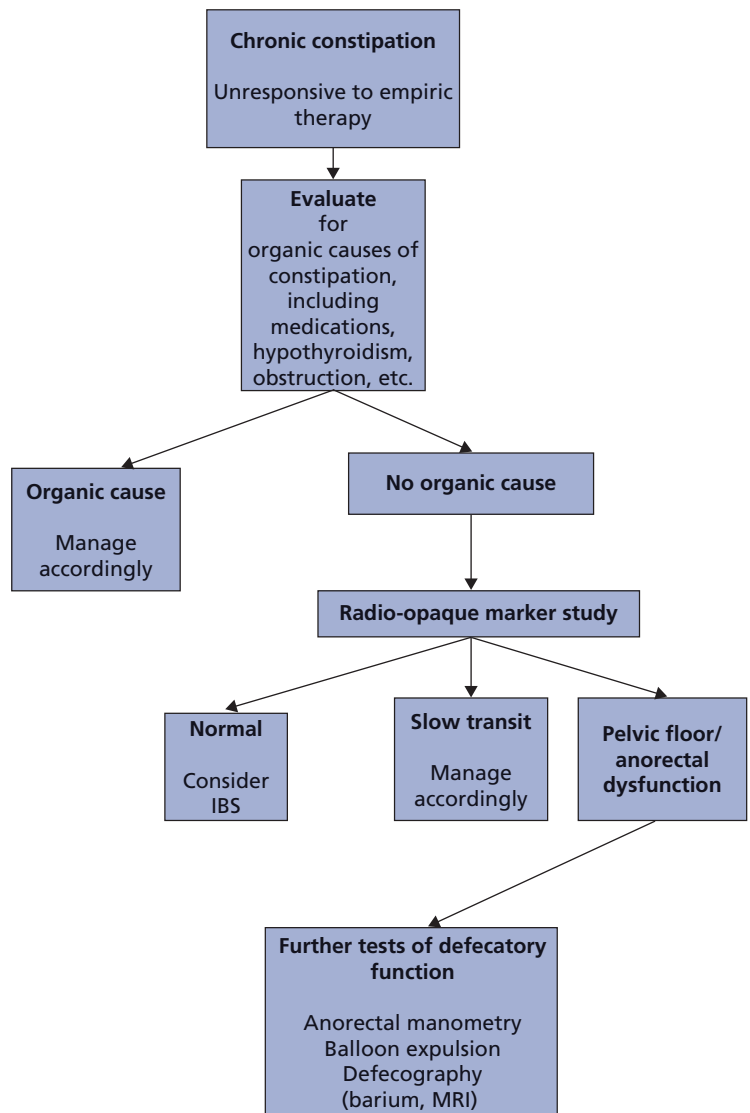 Chronic constipation
Unresponsive to empiric
therapy
Evaluate
for
organic causes of
constipation,
including
medications,
hypothyroidism,
obstruction, etc.
Organic cause
Manage
accordingly
No organic cause
Radio-opaque marker study
Normal
Consider
IBS
Slow transit
Manage
accordingly
Pelvic floor/
anorectal
dysfunction
Further tests of defecatory
function
Anorectal manometry
Balloon expulsion
Defecography
(barium, MRI)